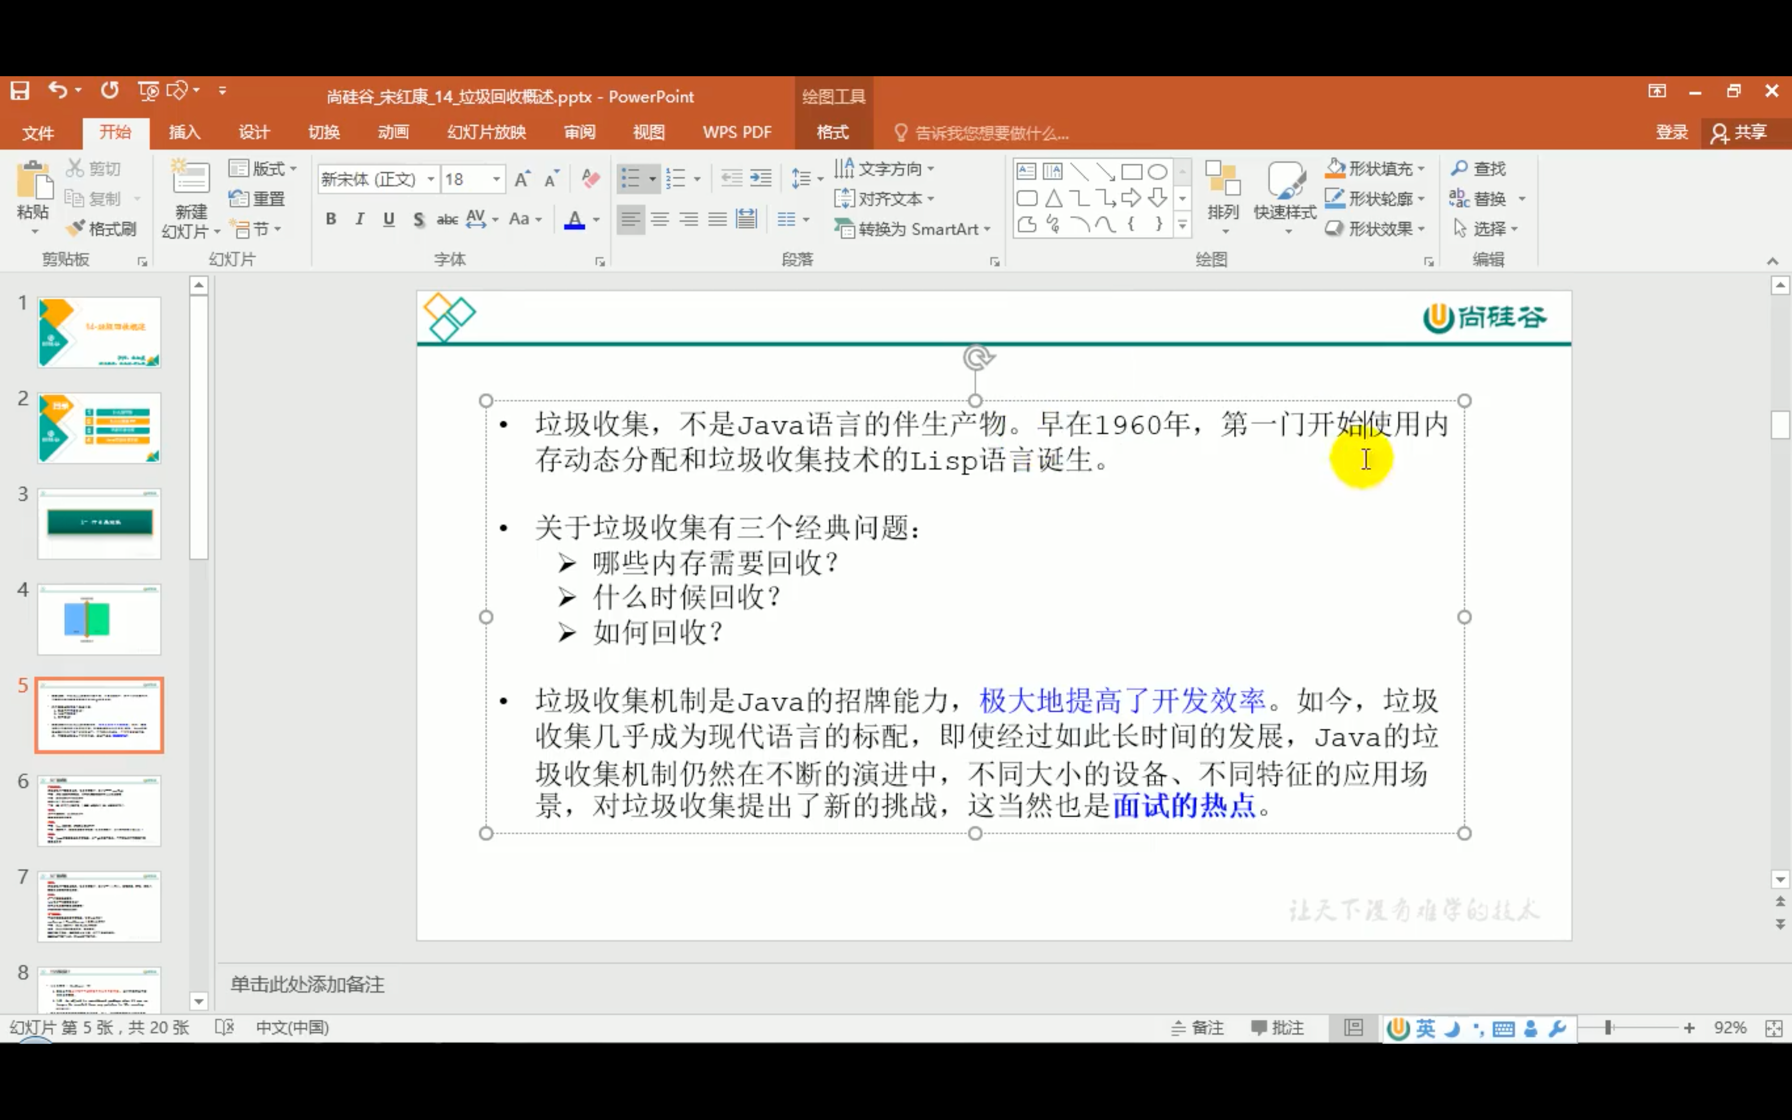 尚硅谷_宋红康_14_垃圾回收概述.pptx - PowerPoint
绘图工具
文件 开始 插入 设计 切换 动画 幻灯片放映 审阅 视图 WPS PDF 格式 告诉我您想要做什么... 登录 共享
剪切 版式 新宋体 (正文) 18 文字方向 形状填充 查找
粘贴 复制 新建 重置 对齐文本 排列 快速样式 形状轮廓 替换
格式刷 幻灯片 节 B I U S abc AV Aa A 转换为 SmartArt 形状效果 选择
剪贴板 幻灯片 字体 段落 绘图 编辑
1
2
3
4
5
6
7
8
尚硅谷
• 垃圾收集，不是Java语言的伴生产物。早在1960年，第一门开始使用内
存动态分配和垃圾收集技术的Lisp语言诞生。
• 关于垃圾收集有三个经典问题：
➢ 哪些内存需要回收？
➢ 什么时候回收？
➢ 如何回收？
• 垃圾收集机制是Java的招牌能力，极大地提高了开发效率。如今，垃圾
收集几乎成为现代语言的标配，即使经过如此长时间的发展，Java的垃
圾收集机制仍然在不断的演进中，不同大小的设备、不同特征的应用场
景，对垃圾收集提出了新的挑战，这当然也是面试的热点。
让天下没有难学的技术
单击此处添加备注
幻灯片 第 5 张，共 20 张 中文(中国) 备注 批注 英 92%